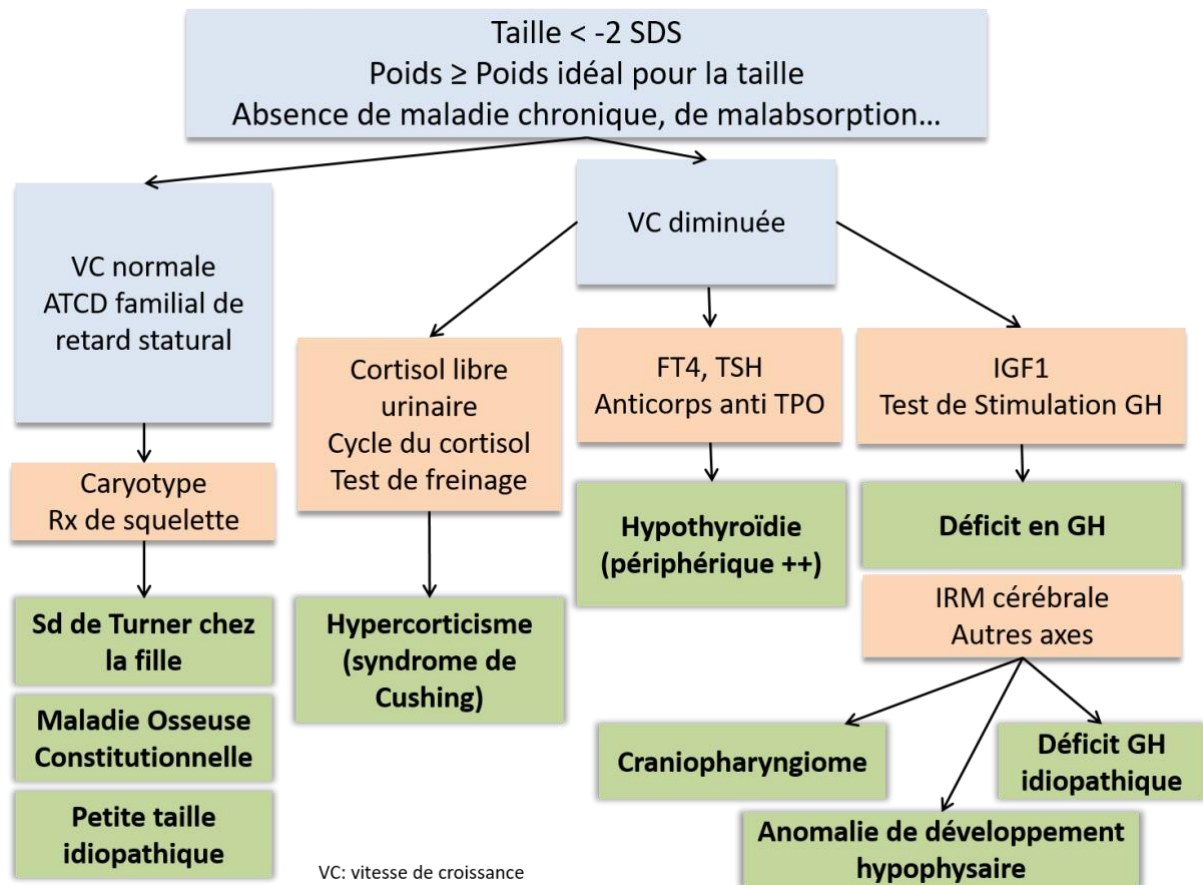 Taille < -2 SDS
Poids ≥ Poids idéal pour la taille
Absence de maladie chronique, de malabsorption…
VC normale
ATCD familial de
retard statural
VC diminuée
Cortisol libre
urinaire
Cycle du cortisol
Test de freinage
FT4, TSH
Anticorps anti TPO
IGF1
Test de Stimulation GH
Caryotype
Rx de squelette
Hypothyroïdie
(périphérique ++)
Déficit en GH
IRM cérébrale
Autres axes
Sd de Turner chez
la fille
Hypercorticisme
(syndrome de
Cushing)
Maladie Osseuse
Constitutionnelle
Craniopharyngiome
Déficit GH
idiopathique
Petite taille
idiopathique
Anomalie de développement
hypophysaire
VC: vitesse de croissance